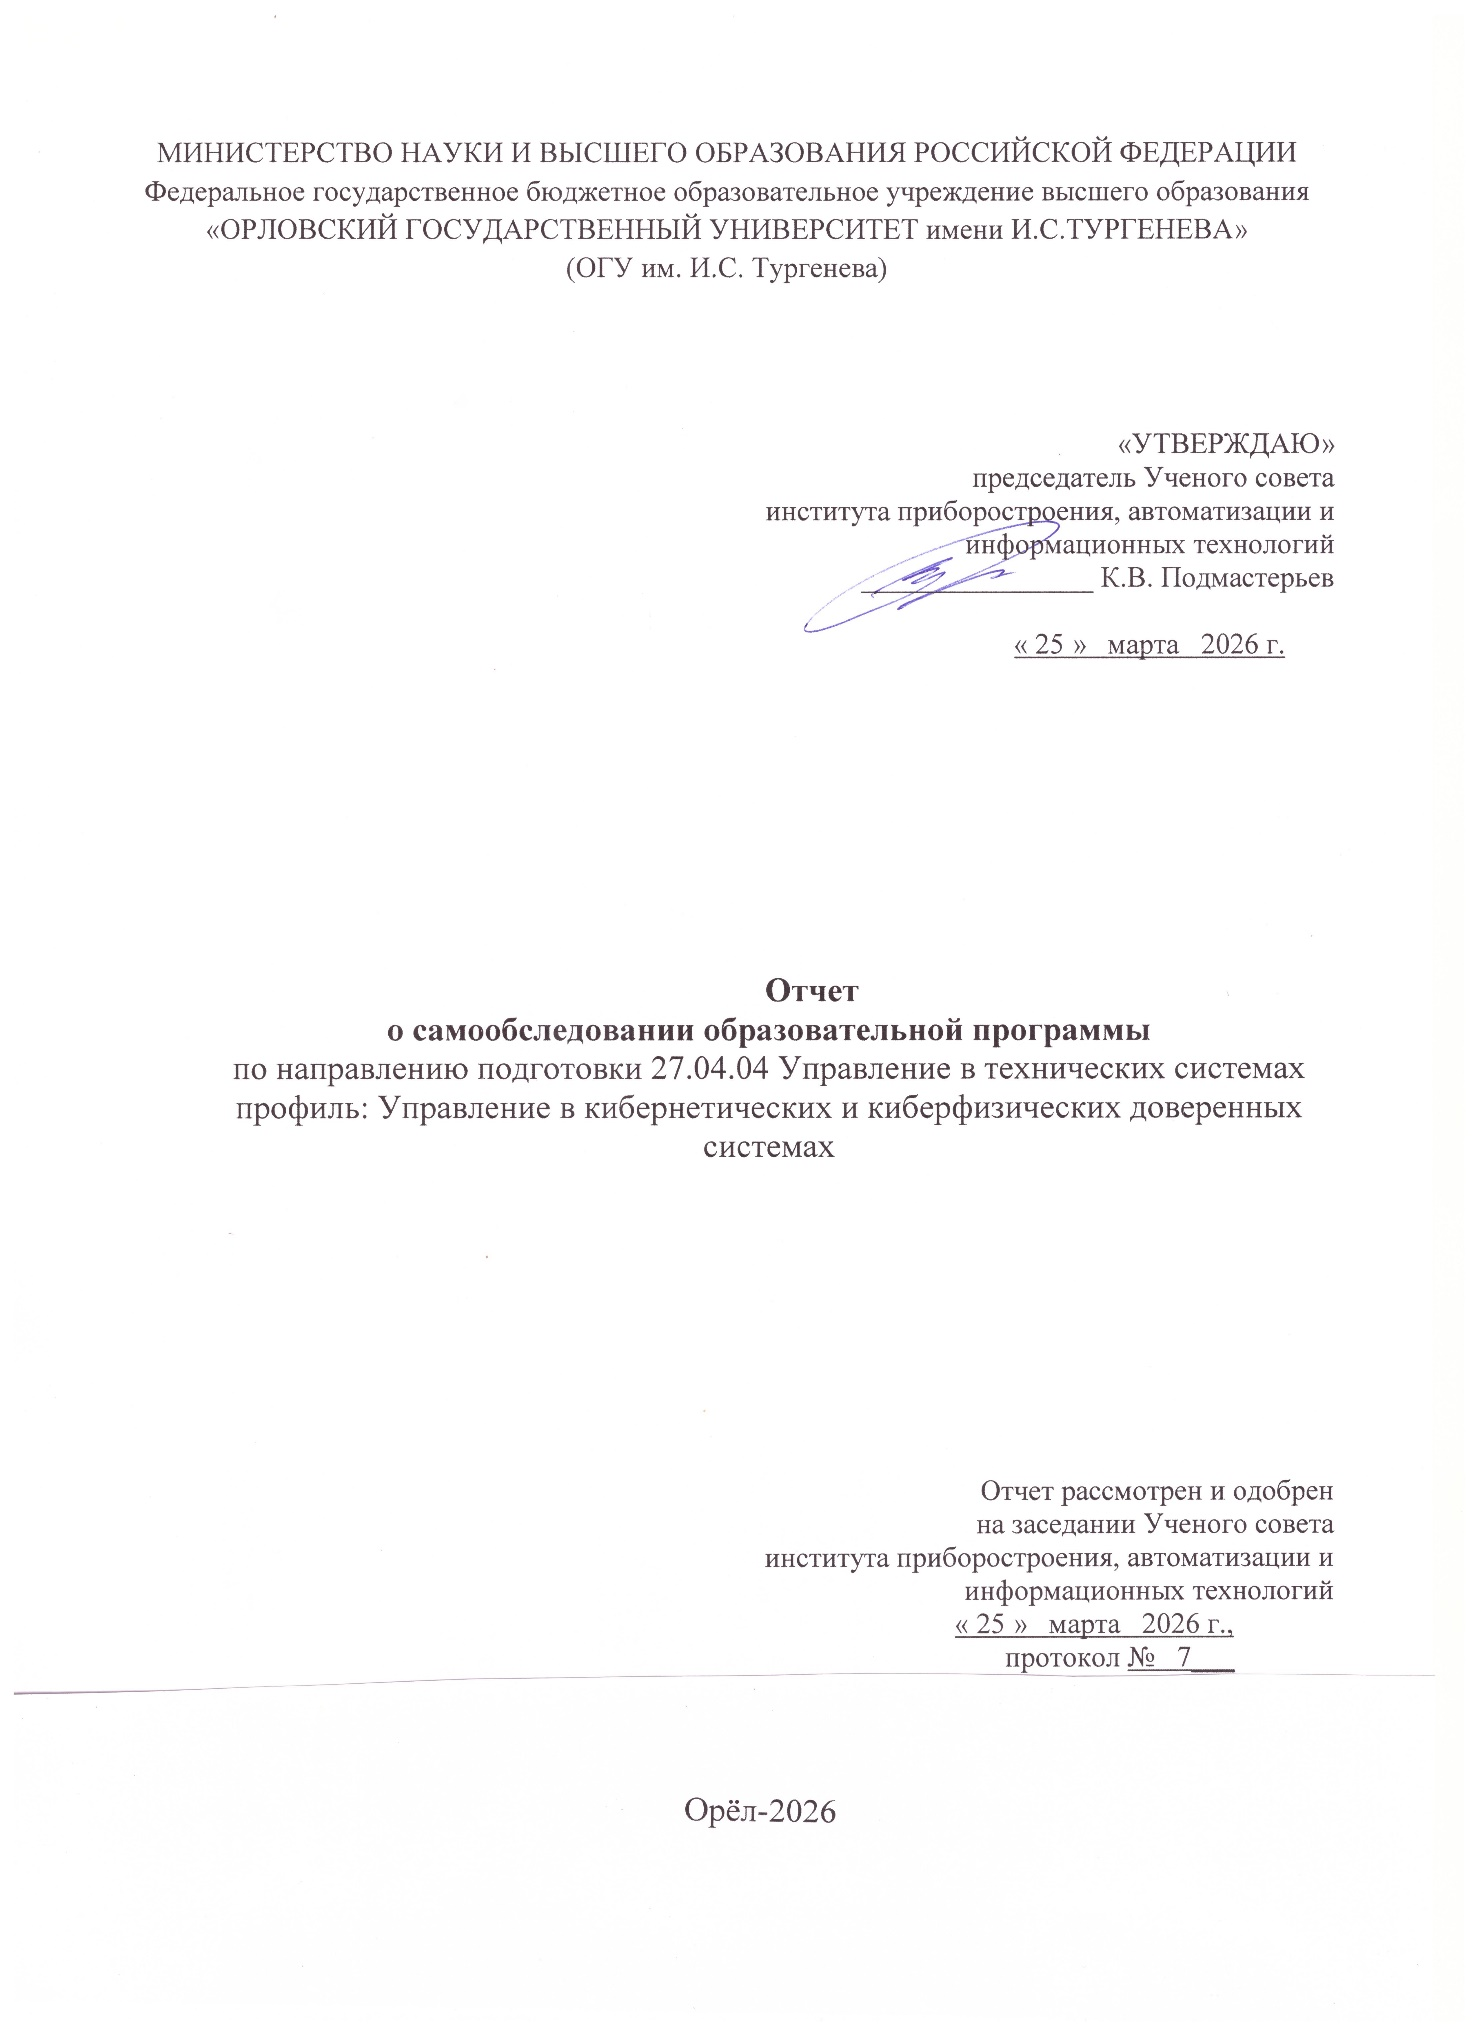 МИНИСТЕРСТВО НАУКИ И ВЫСШЕГО ОБРАЗОВАНИЯ РОССИЙСКОЙ ФЕДЕРАЦИИ
Федеральное государственное бюджетное образовательное учреждение высшего образования
«ОРЛОВСКИЙ ГОСУДАРСТВЕННЫЙ УНИВЕРСИТЕТ имени И.С.ТУРГЕНЕВА»
(ОГУ им. И.С. Тургенева)
«УТВЕРЖДАЮ»
председатель Ученого совета
института приборостроения, автоматизации и
информационных технологий
________________ К.В. Подмастерьев
« 25 » марта 2026 г.
Отчет
о самообследовании образовательной программы
по направлению подготовки 27.04.04 Управление в технических системах
профиль: Управление в кибернетических и киберфизических доверенных
системах
Отчет рассмотрен и одобрен
на заседании Ученого совета
института приборостроения, автоматизации и
информационных технологий
« 25 » марта 2026 г.,
протокол № 7___
Орёл-2026